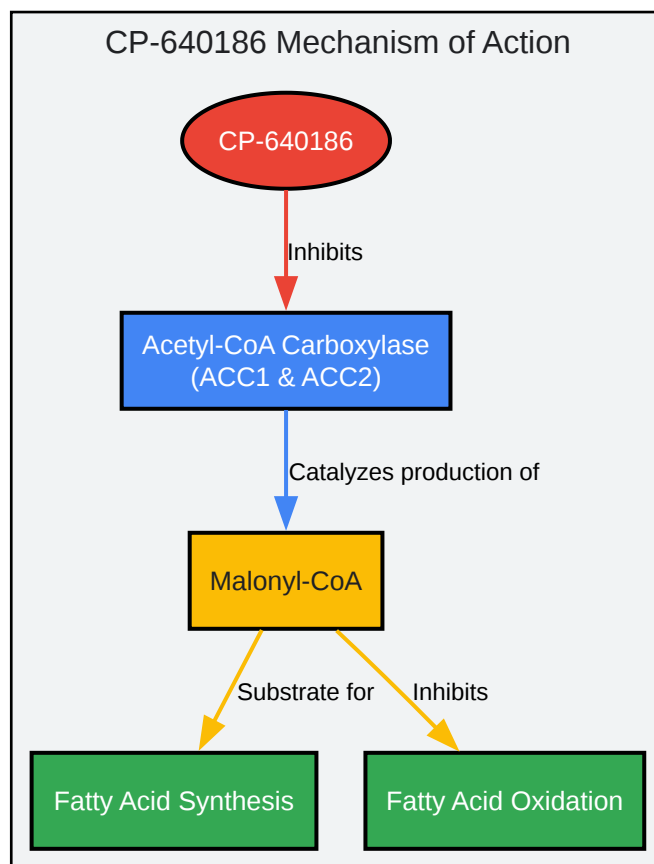 CP-640186 Mechanism of Action
CP-640186
Inhibits
Acetyl-CoA Carboxylase
(ACC1 & ACC2)
Catalyzes production of
Malonyl-CoA
Substrate for
Inhibits
Fatty Acid Synthesis
Fatty Acid Oxidation